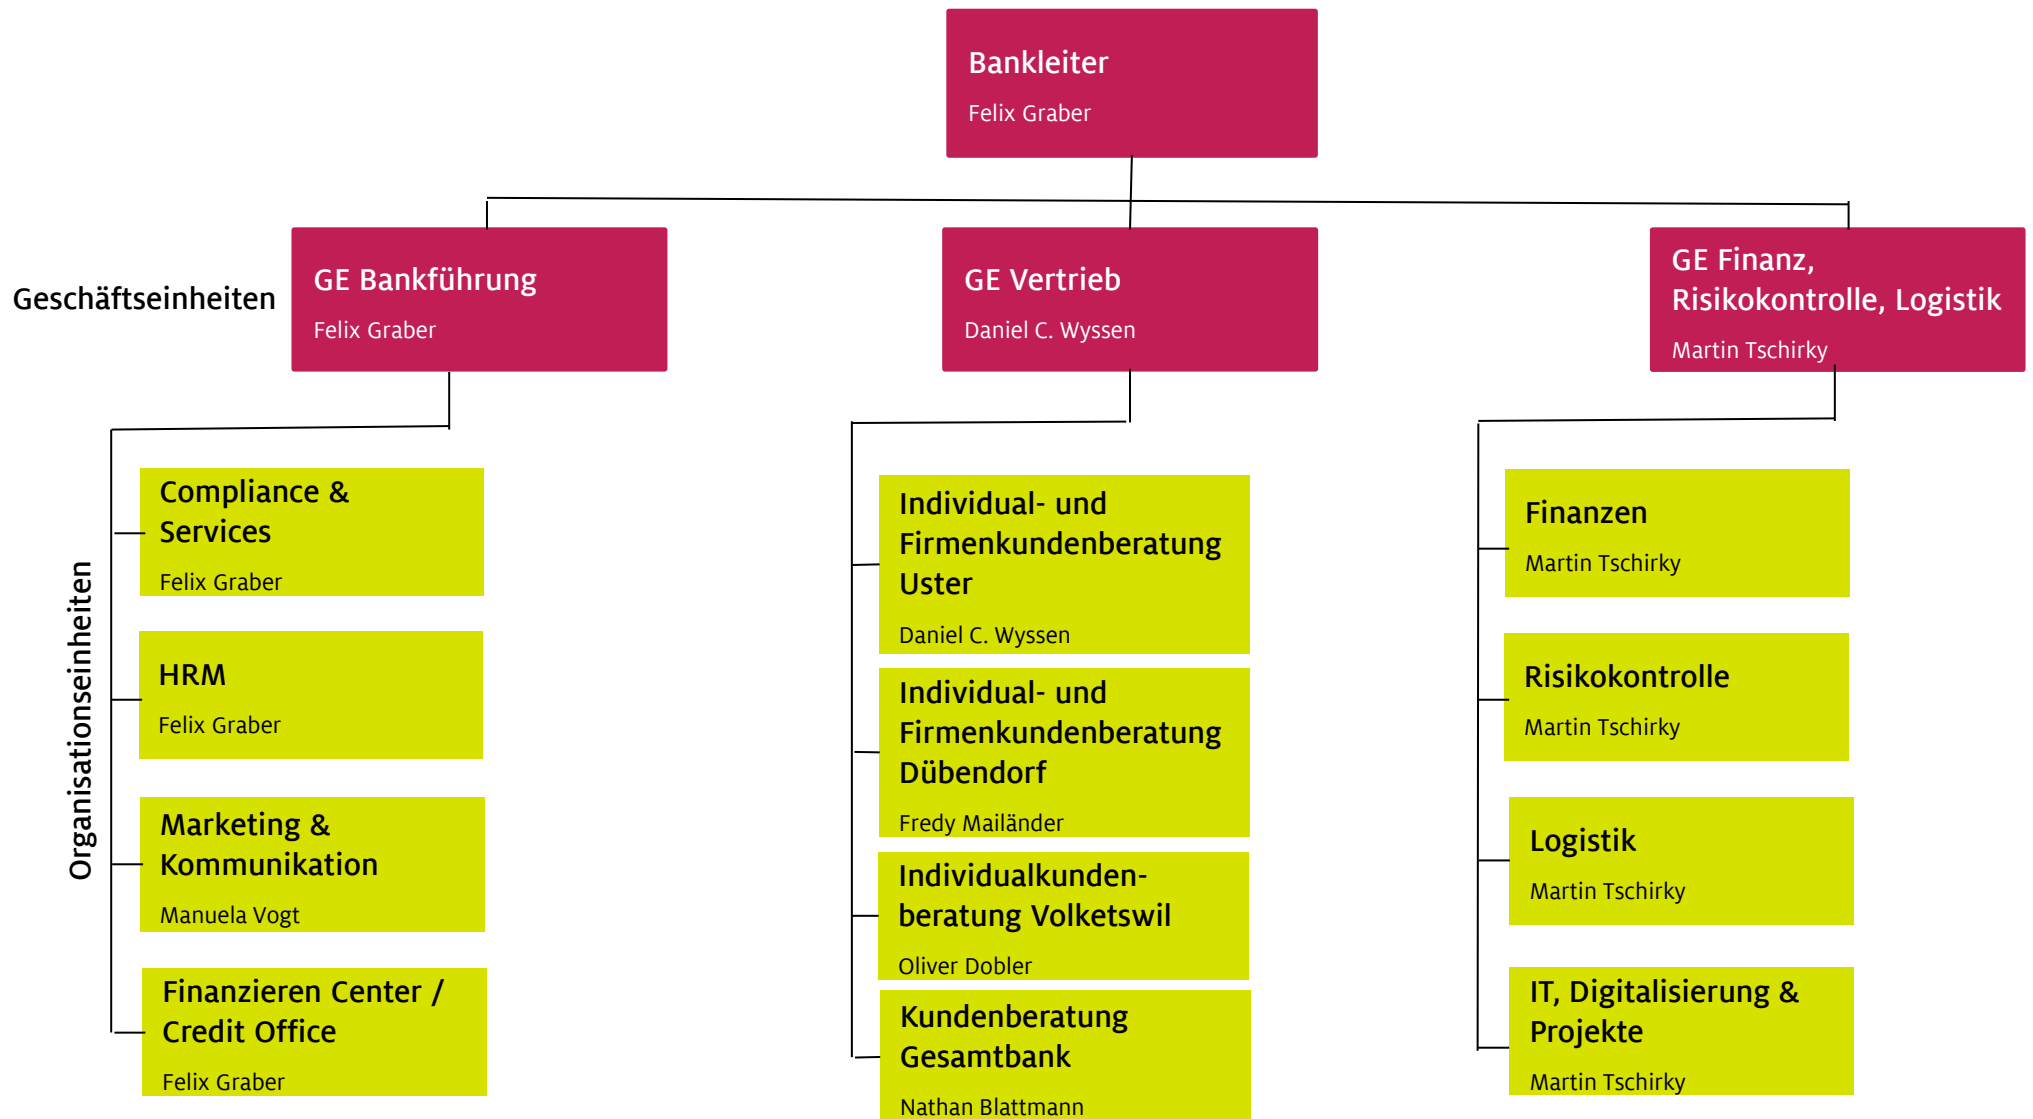 Bankleiter
Felix Graber
Geschäftseinheiten
GE Bankführung
Felix Graber
GE Vertrieb
Daniel C. Wyssen
GE Finanz,
Risikokontrolle, Logistik
Martin Tschirky
Organisationseinheiten
Compliance &
Services
Felix Graber
HRM
Felix Graber
Marketing &
Kommunikation
Manuela Vogt
Finanzieren Center /
Credit Office
Felix Graber
Individual- und
Firmenkundenberatung
Uster
Daniel C. Wyssen
Individual- und
Firmenkundenberatung
Dübendorf
Fredy Mailänder
Individualkunden-
beratung Volketswil
Oliver Dobler
Kundenberatung
Gesamtbank
Nathan Blattmann
Finanzen
Martin Tschirky
Risikokontrolle
Martin Tschirky
Logistik
Martin Tschirky
IT, Digitalisierung &
Projekte
Martin Tschirky